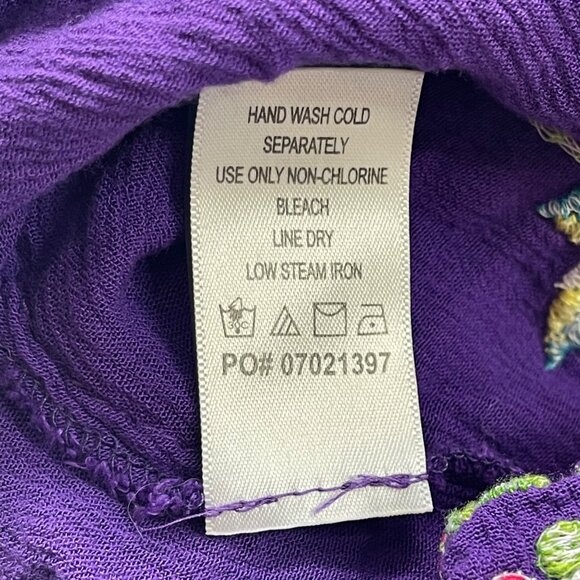 HAND WASH COLD
SEPARATELY
USE ONLY NON-CHLORINE
BLEACH
LINE DRY
LOW STEAM IRON
PO# 07021397